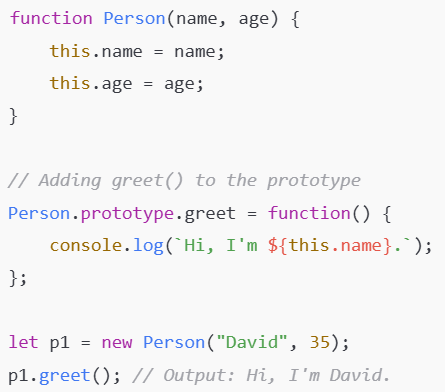 function Person(name, age) {
    this.name = name;
    this.age = age;
}

// Adding greet() to the prototype
Person.prototype.greet = function() {
    console.log(`Hi, I'm ${this.name}.`);
};

let p1 = new Person("David", 35);
p1.greet(); // Output: Hi, I'm David.